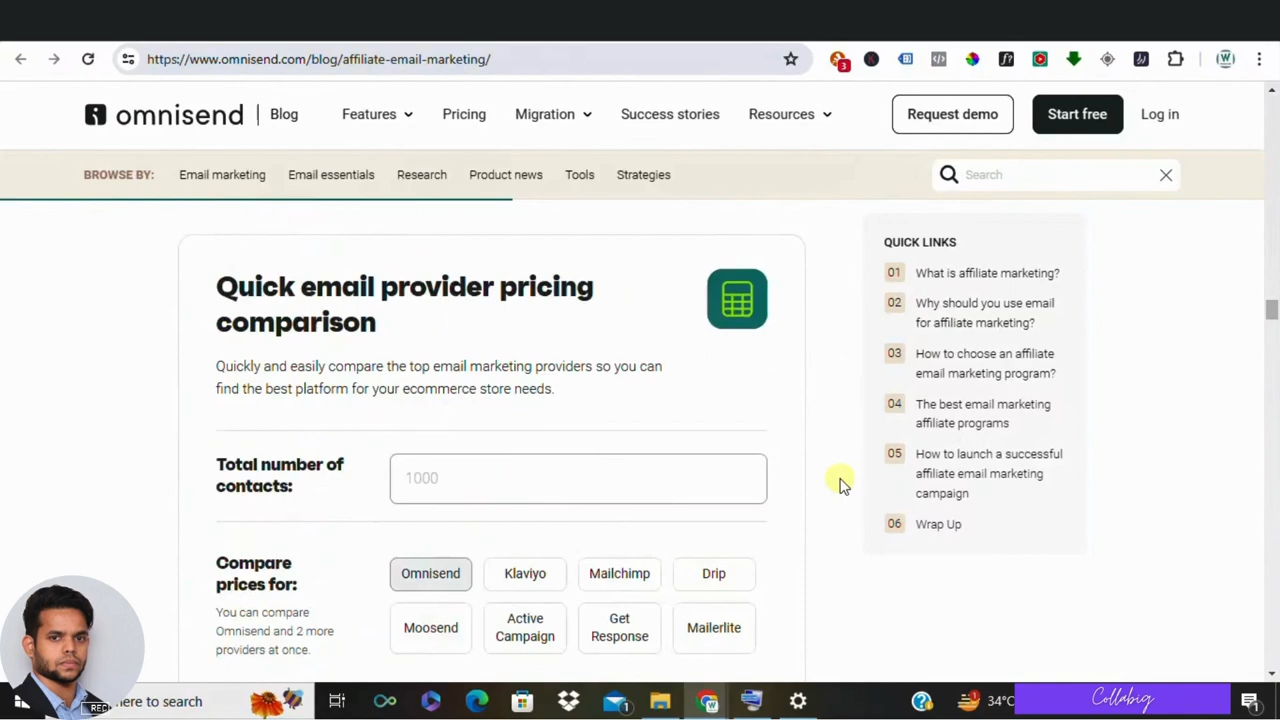 https://www.omnisend.com/blog/affiliate-email-marketing/
3
omnisend
Blog
Features
Pricing
Migration
Success stories
Resources
Request demo
Start free
Log in
BROWSE BY:
Email marketing
Email essentials
Research
Product news
Tools
Strategies
Search
Quick email provider pricing
comparison
Quickly and easily compare the top email marketing providers so you can
find the best platform for your ecommerce store needs.
Total number of
contacts:
1000
Compare
prices for:
You can compare
Omnisend and 2 more
providers at once.
Omnisend
Klaviyo
Mailchimp
Drip
Moosend
Active
Campaign
Get
Response
Mailerlite
QUICK LINKS
01 What is affiliate marketing?
02 Why should you use email
for affiliate marketing?
03 How to choose an affiliate
email marketing program?
04 The best email marketing
affiliate programs
05 How to launch a successful
affiliate email marketing
campaign
06 Wrap Up
REC
here to search
1
34°C
Collabig
1